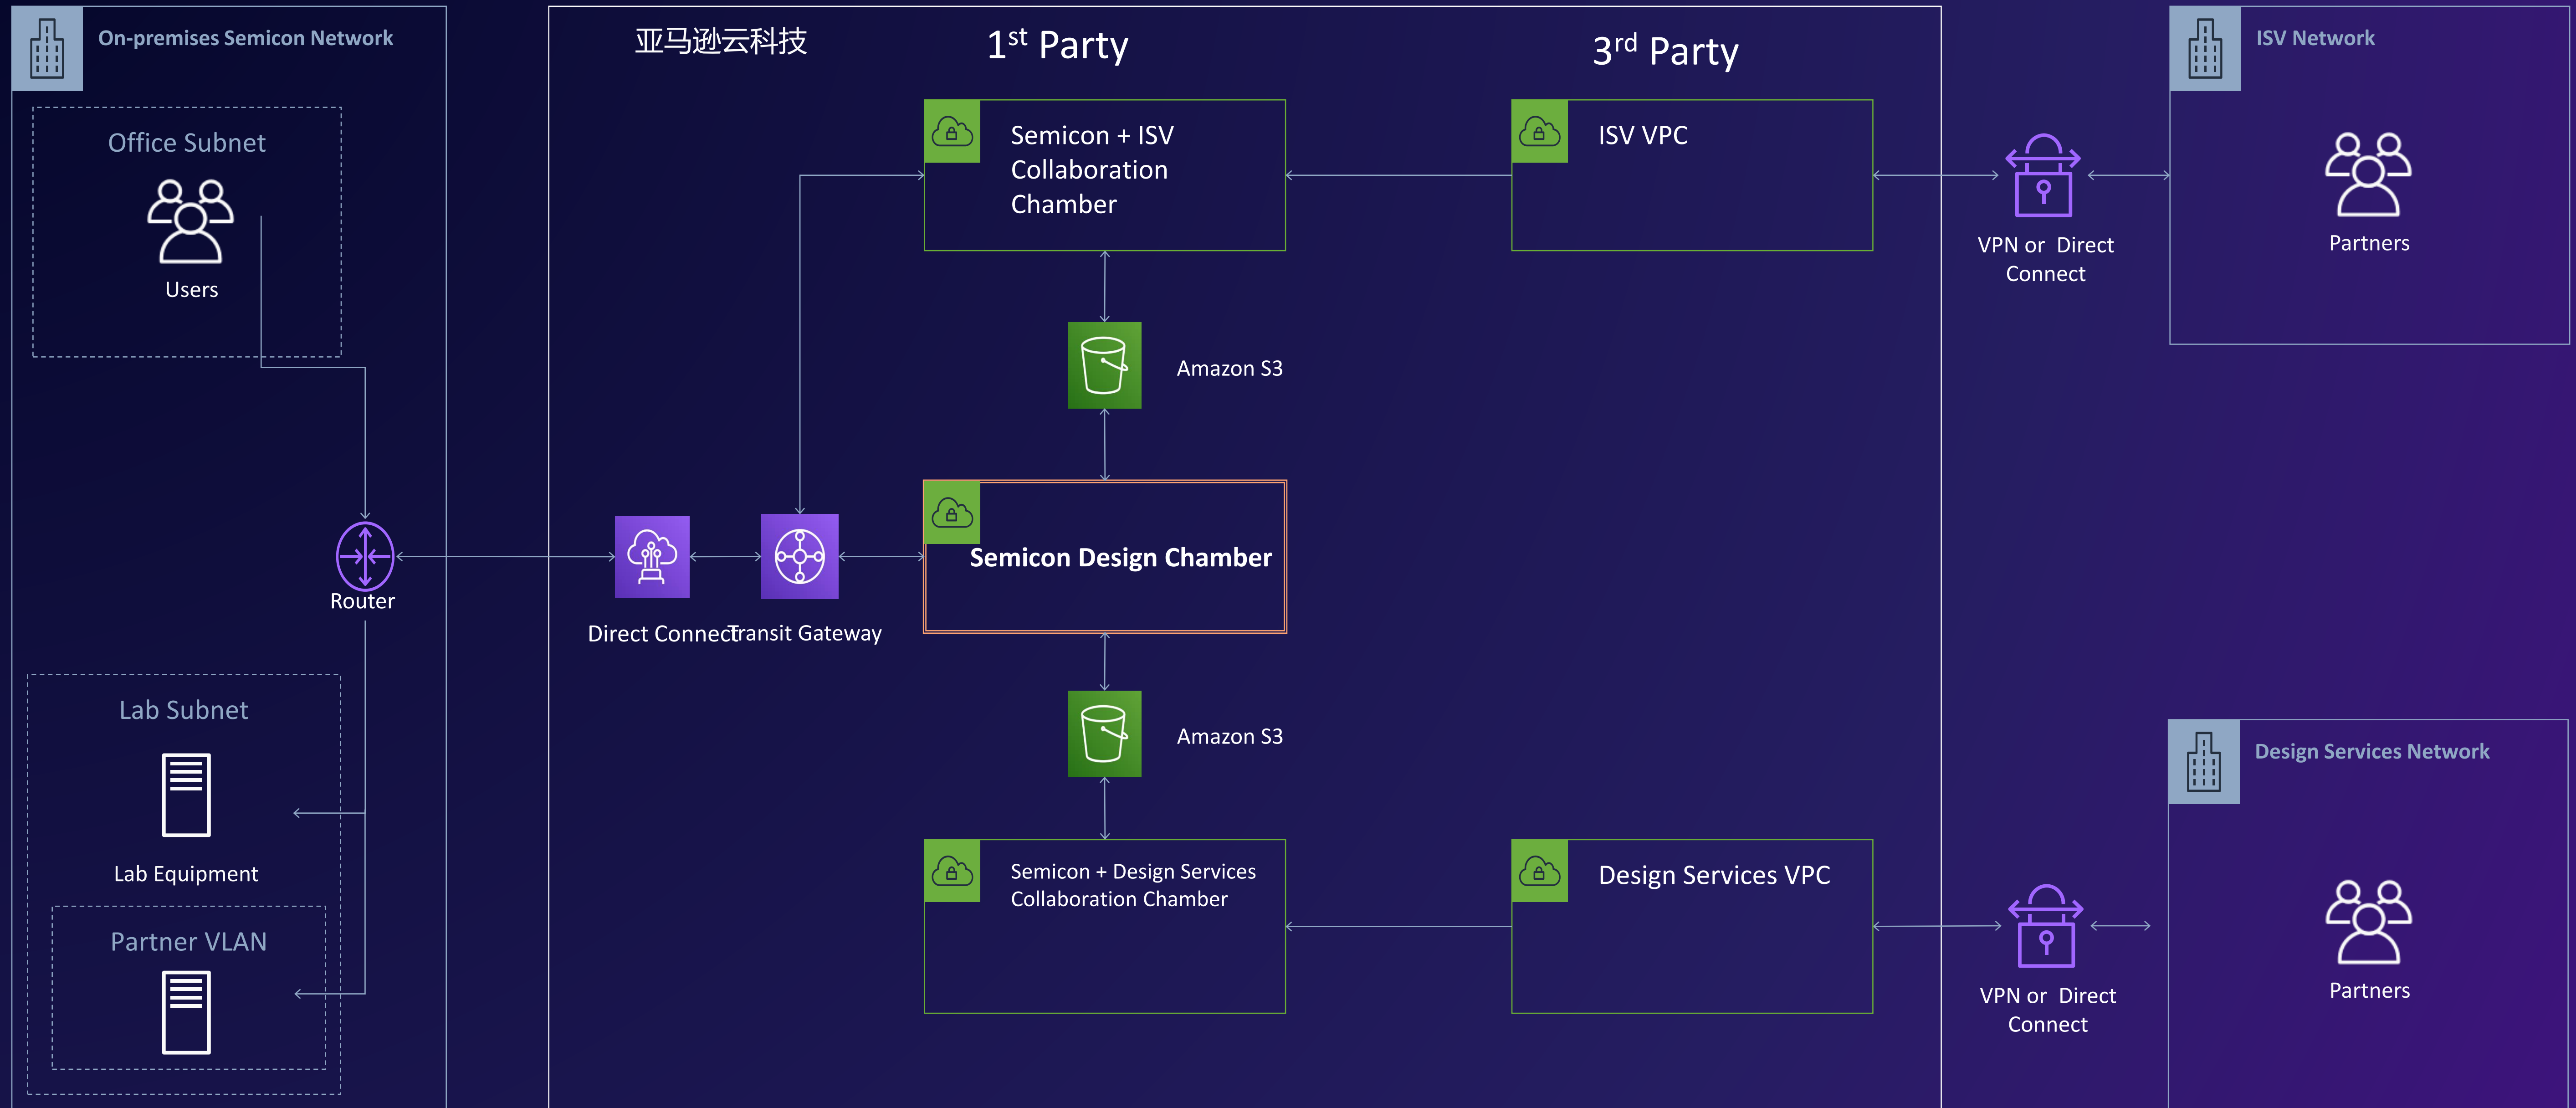 On-premises Semicon Network
Office Subnet
Users
Router
Lab Subnet
Lab Equipment
Partner VLAN
亚马逊云科技
1st Party
3rd Party
Semicon + ISV
Collaboration
Chamber
ISV VPC
Amazon S3
Direct Connect
Transit Gateway
Semicon Design Chamber
Amazon S3
Semicon + Design Services
Collaboration Chamber
Design Services VPC
VPN or  Direct
Connect
ISV Network
Partners
VPN or  Direct
Connect
Design Services Network
Partners